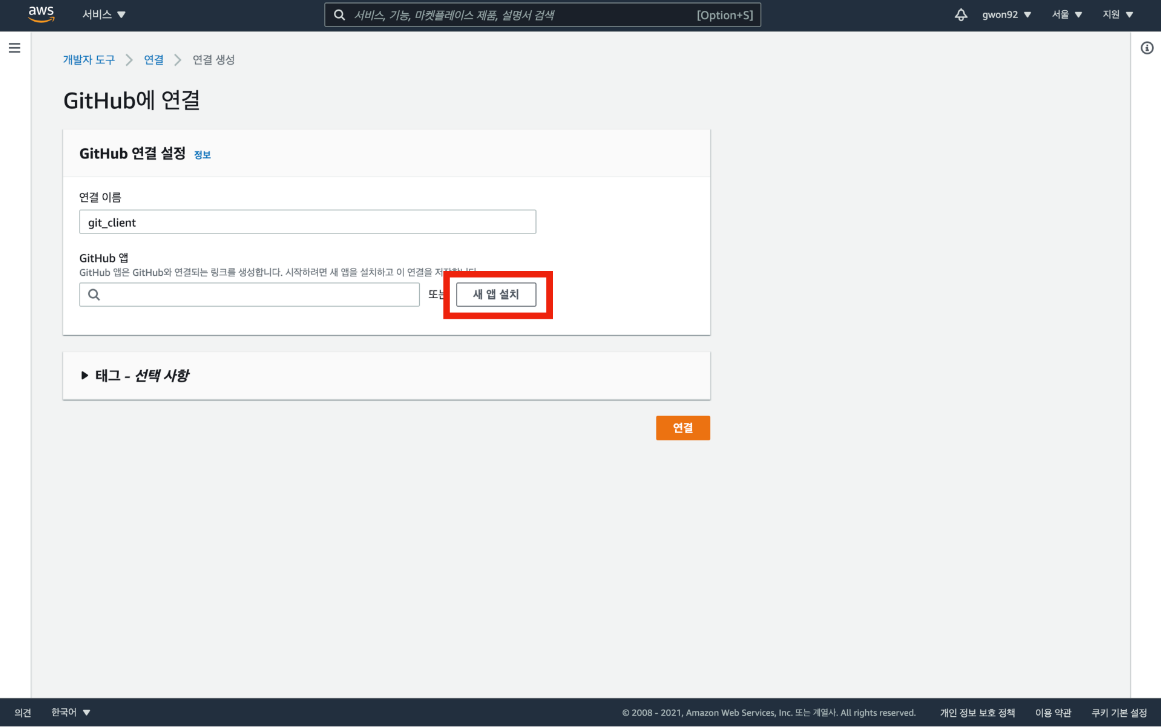 aws 서비스 ▼ 서비스, 기능, 마켓플레이스 제품, 설명서 검색 [Option+S] gwon92 ▼ 서울 ▼ 지원 ▼
개발자 도구 > 연결 > 연결 생성
GitHub에 연결
GitHub 연결 설정 정보
연결 이름
git_client
GitHub 앱
GitHub 앱은 GitHub와 연결되는 링크를 생성합니다. 시작하려면 새 앱을 설치하고 이 연결을 저장합니다.
또는 새 앱 설치
▶ 태그 - 선택 사항
연결
의견 한국어 ▼ © 2008 - 2021, Amazon Web Services, Inc. 또는 계열사. All rights reserved. 개인 정보 보호 정책 이용 약관 쿠키 기본 설정